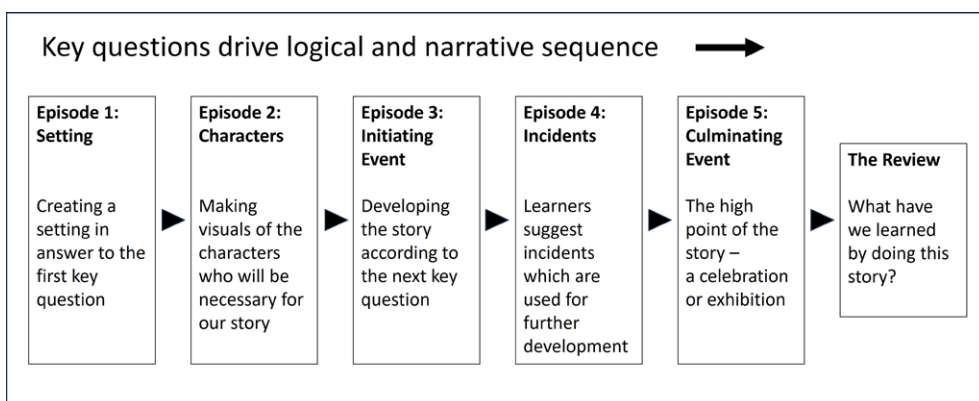 Key questions drive logical and narrative sequence
Episode 1:
Setting
Creating a
setting in
answer to the
first key
question
Episode 2:
Characters
Making
visuals of the
characters
who will be
necessary for
our story
Episode 3:
Initiating
Event
Developing
the story
according to
the next key
question
Episode 4:
Incidents
Learners
suggest
incidents
which are
used for
further
development
Episode 5:
Culminating
Event
The high
point of the
story –
a celebration
or exhibition
The Review
What have
we learned
by doing this
story?